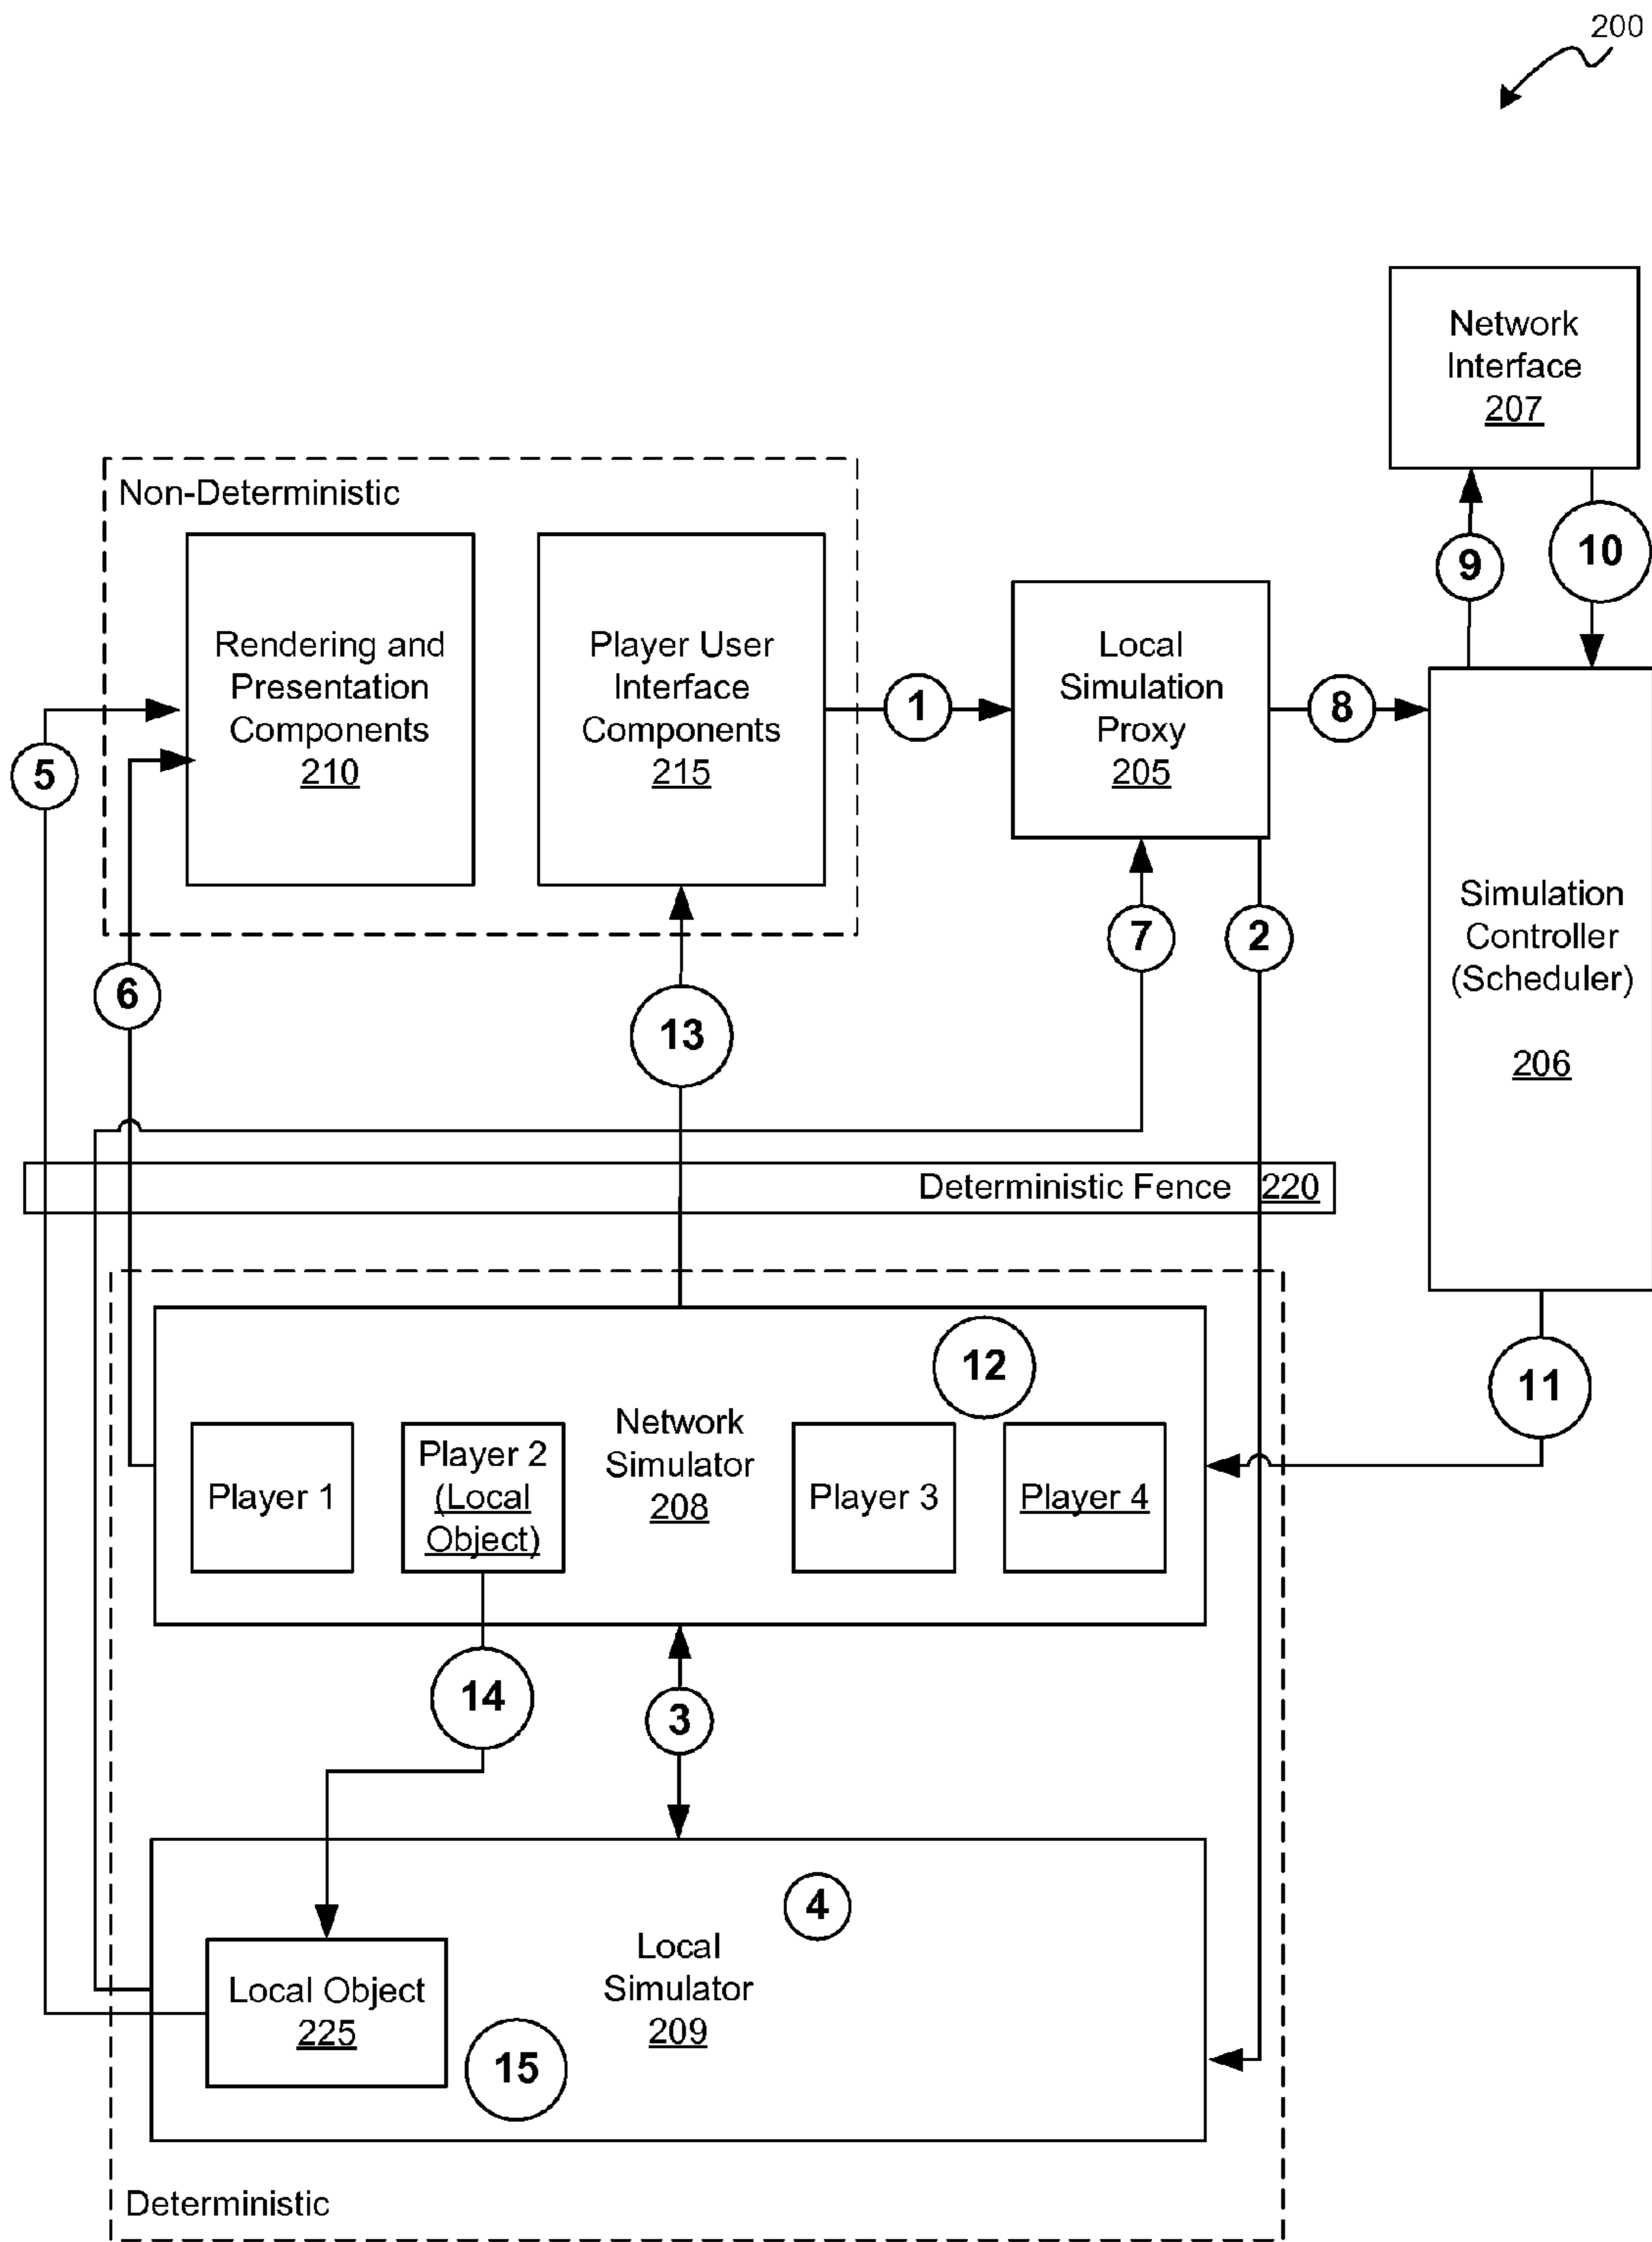 200
Network
Interface
207
Non-Deterministic
9
10
Rendering and
Presentation
Components
210
Player User
Interface
Components
215
1
Local
Simulation
Proxy
205
8
5
Simulation
Controller
(Scheduler)
206
7
2
6
13
Deterministic Fence 220
12
11
Network
Simulator
208
Player 1
Player 2
(Local
Object)
Player 3
Player 4
14
3
4
Local
Simulator
209
Local Object
225
15
Deterministic